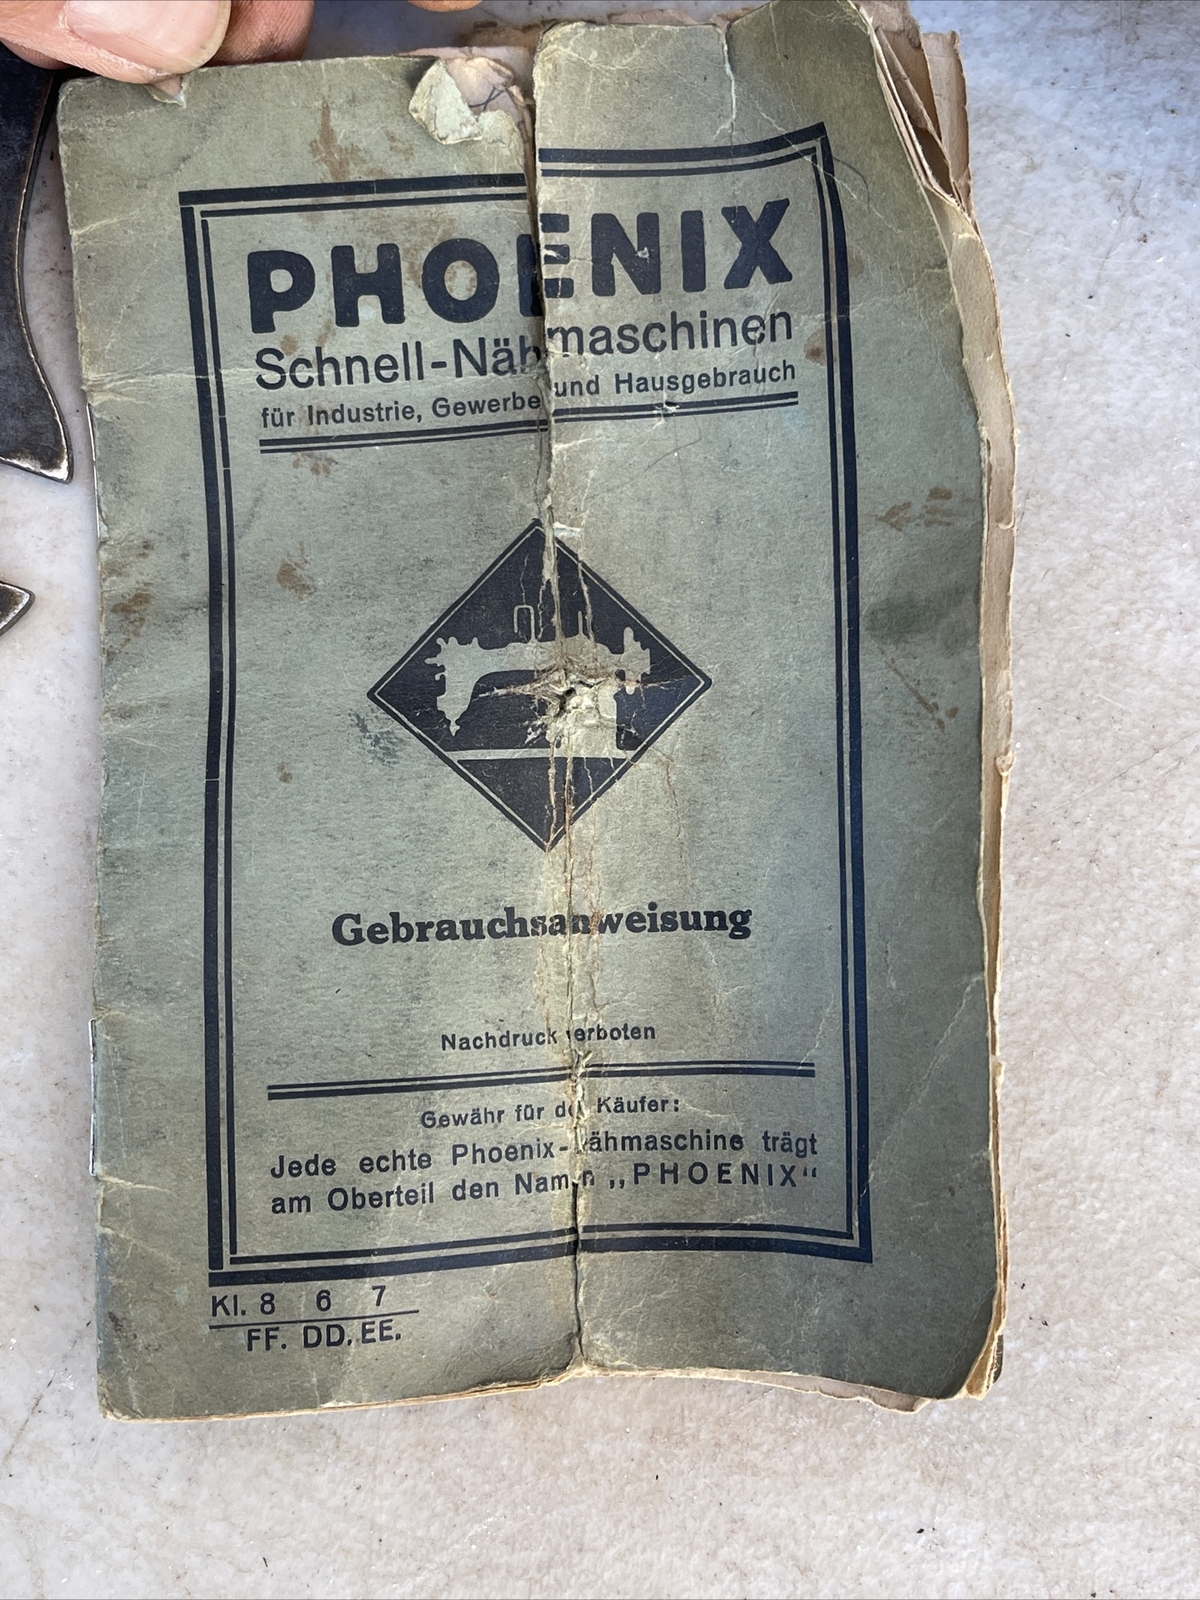 PHOENIX
Schnell-Nähmaschinen
für Industrie, Gewerbe und Hausgebrauch
Gebrauchsanweisung
Nachdruck verboten
Gewähr für den Käufer:
Jede echte Phoenix-Nähmaschine trägt
am Oberteil den Namen „PHOENIX“
Kl. 8 6 7
FF. DD. EE.